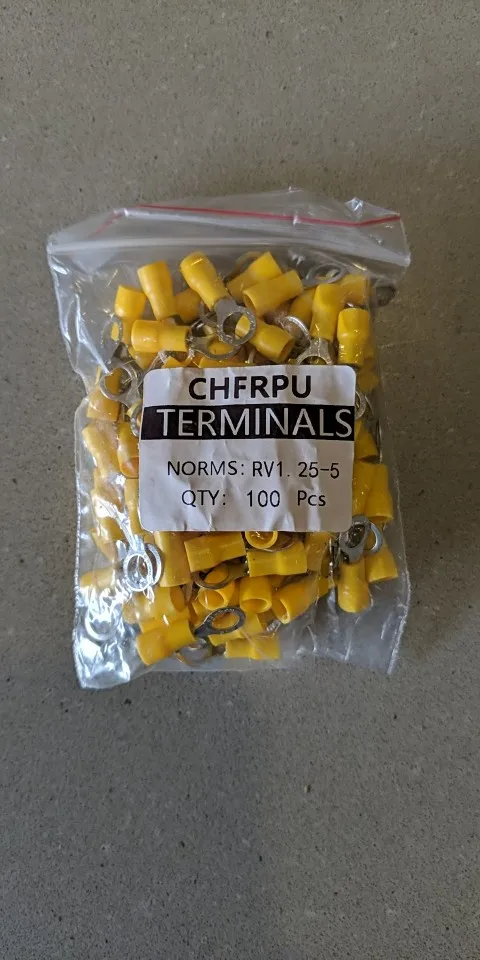 CHFRPU
TERMINALS
NORMS: RV1. 25-5
QTY: 100 Pcs